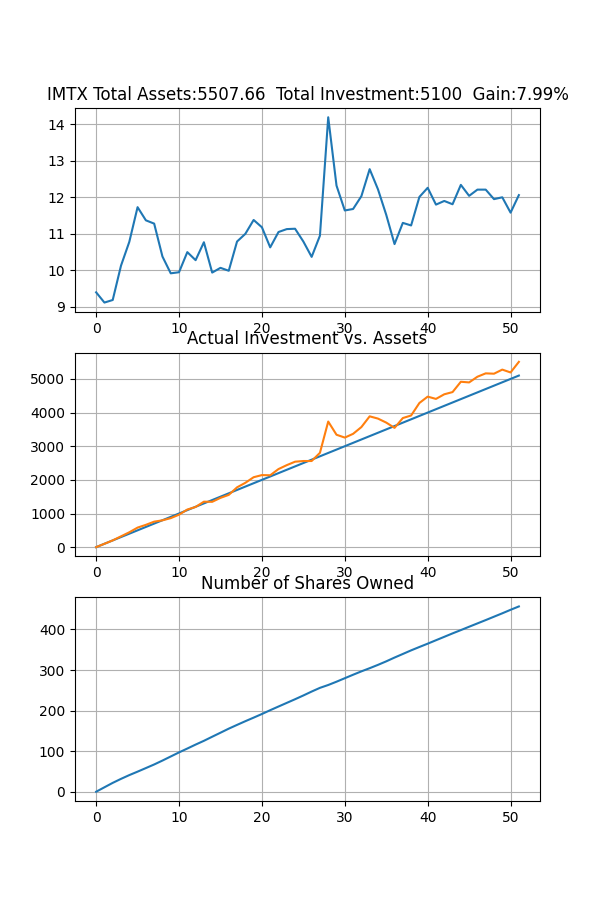 IMTX Total Assets:5507.66  Total Investment:5100  Gain:7.99%
14
13
12
11
10
9
0 10 20 30 40 50
Actual Investment vs. Assets
5000
4000
3000
2000
1000
0
0 10 20 30 40 50
Number of Shares Owned
400
300
200
100
0
0 10 20 30 40 50